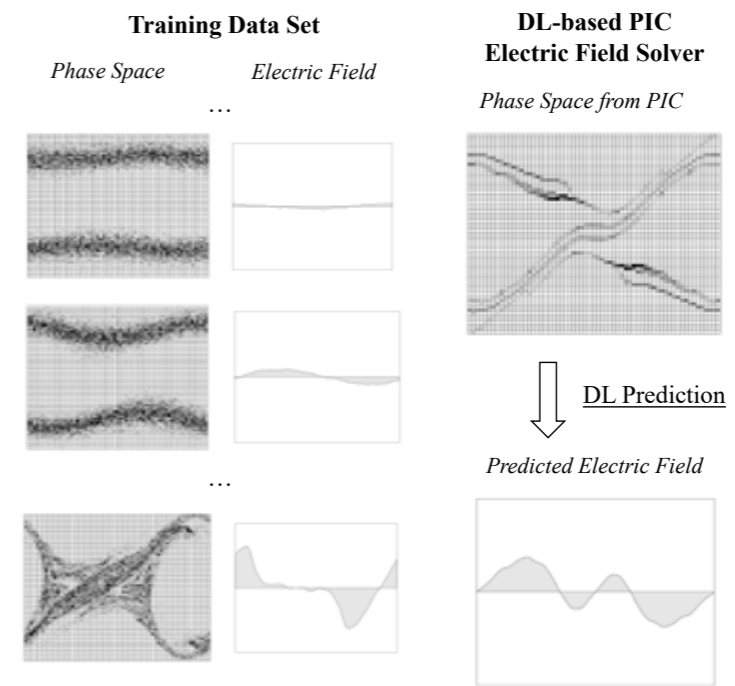 Training Data Set
Phase Space
Electric Field
…
…
DL-based PIC
Electric Field Solver
Phase Space from PIC
DL Prediction
Predicted Electric Field